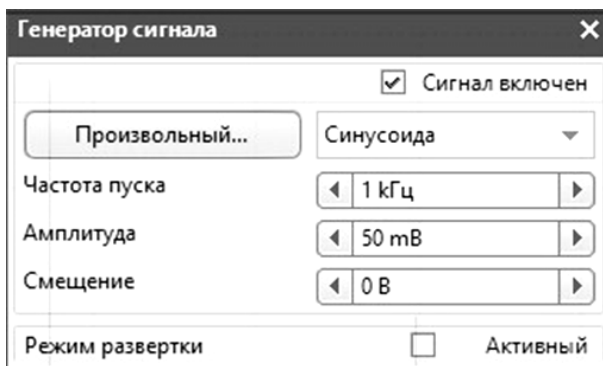 Генератор сигнала
Сигнал включен
Произвольный... Синусоида
Частота пуска 1 kГц
Амплитуда 50 mВ
Смещение 0 В
Режим развертки Активный